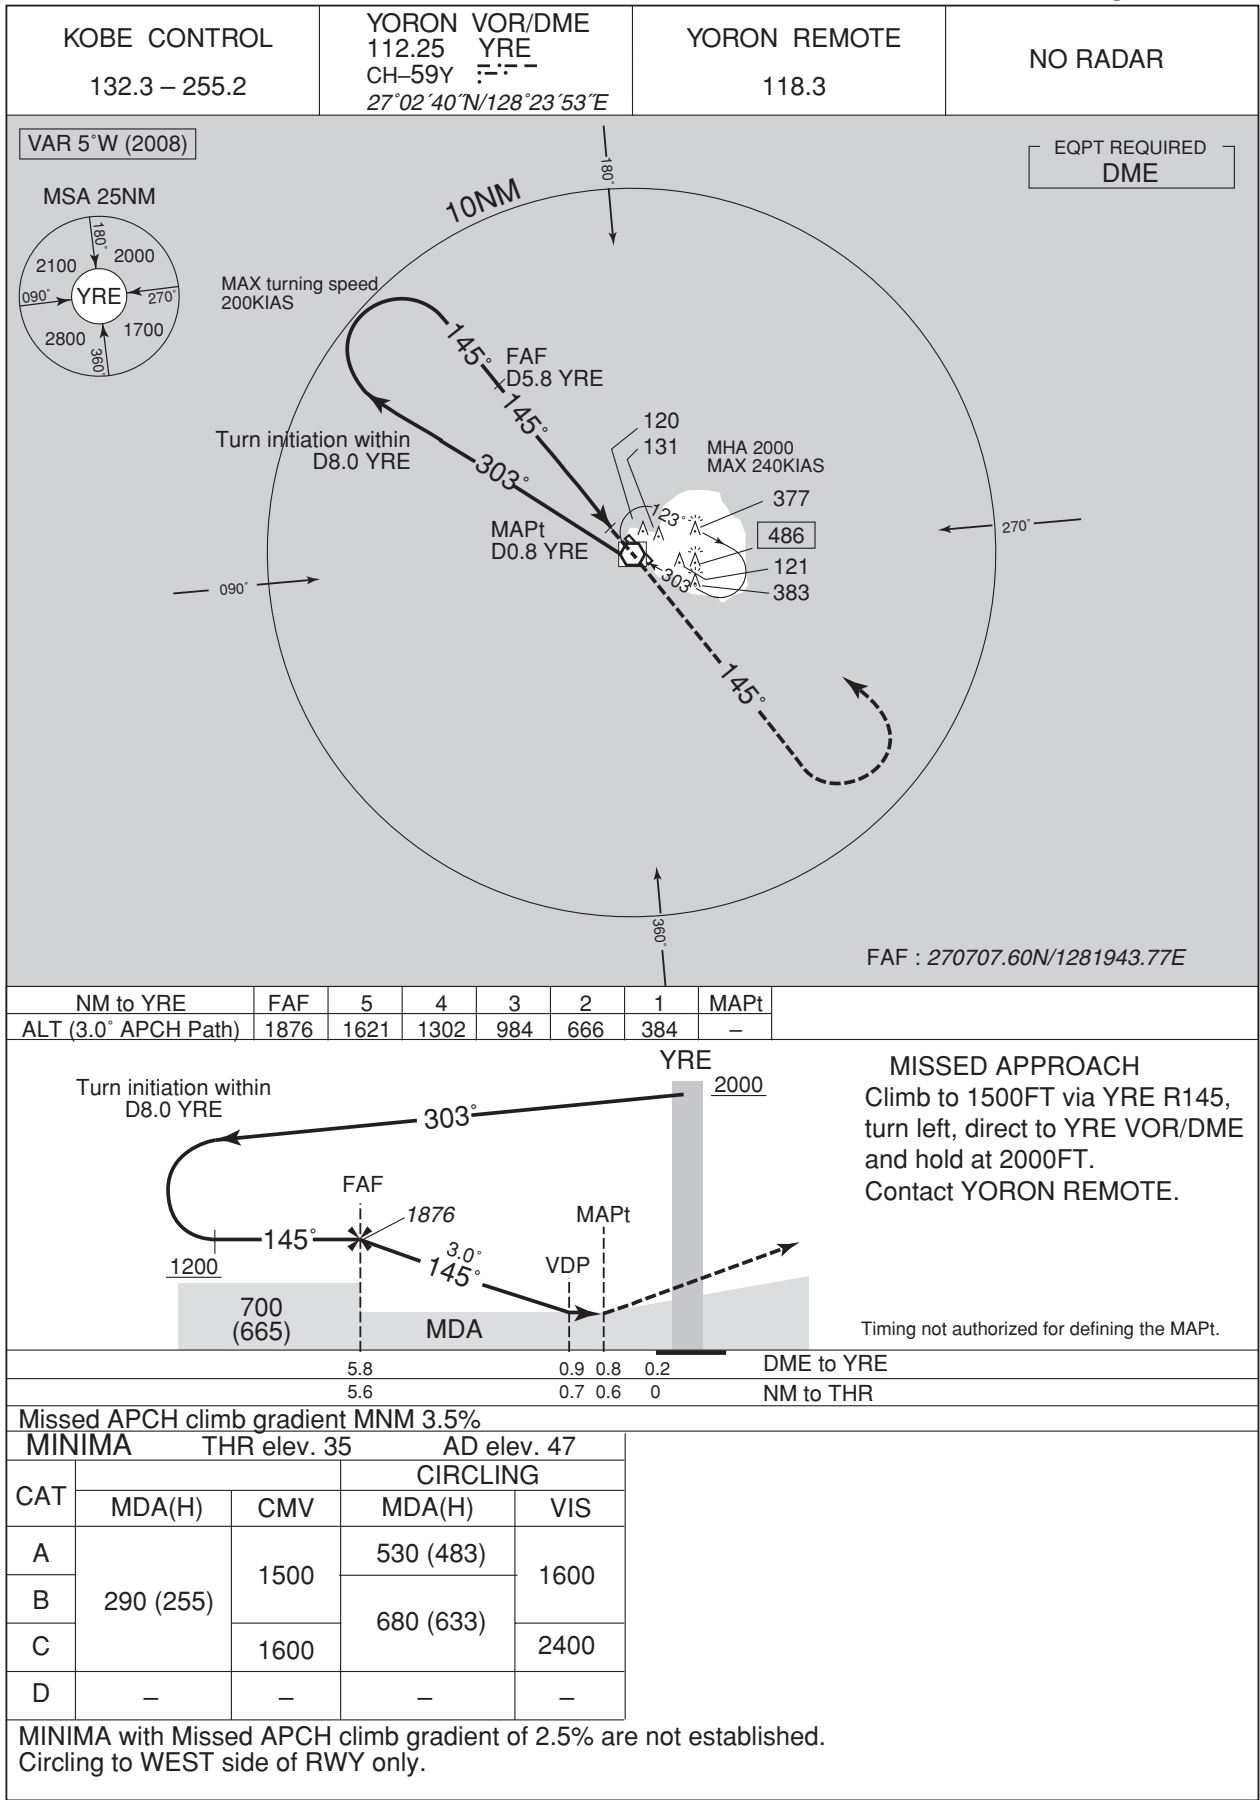 KOBE CONTROL
132.3 – 255.2
YORON VOR/DME
112.25 YRE
CH–59Y
27°02´40˝N/128°23´53˝E
YORON REMOTE
118.3
NO RADAR
VAR 5°W (2008)
EQPT REQUIRED
DME
MSA 25NM
180°
2100
2000
090°
YRE
270°
2800
1700
360°
10NM
180°
MAX turning speed
200KIAS
145°
FAF
D5.8 YRE
145°
Turn initiation within
D8.0 YRE
303°
120
131
MHA 2000
MAX 240KIAS
377
123°
486
MAPt
D0.8 YRE
121
303°
383
270°
090°
145°
360°
FAF : 270707.60N/1281943.77E
NM to YRE FAF 5 4 3 2 1 MAPt
ALT (3.0° APCH Path) 1876 1621 1302 984 666 384 –
YRE
2000
Turn initiation within
D8.0 YRE
303°
FAF
1876
MAPt
145°
3.0°
145°
VDP
1200
700
(665)
MDA
MISSED APPROACH
Climb to 1500FT via YRE R145,
turn left, direct to YRE VOR/DME
and hold at 2000FT.
Contact YORON REMOTE.
Timing not authorized for defining the MAPt.
5.8 0.9 0.8 0.2 DME to YRE
5.6 0.7 0.6 0 NM to THR
Missed APCH climb gradient MNM 3.5%
MINIMA THR elev. 35 AD elev. 47
CAT
CIRCLING
MDA(H) CMV MDA(H) VIS
A
530 (483)
1500
1600
B
290 (255)
680 (633)
C
1600
2400
D – – – –
MINIMA with Missed APCH climb gradient of 2.5% are not established.
Circling to WEST side of RWY only.